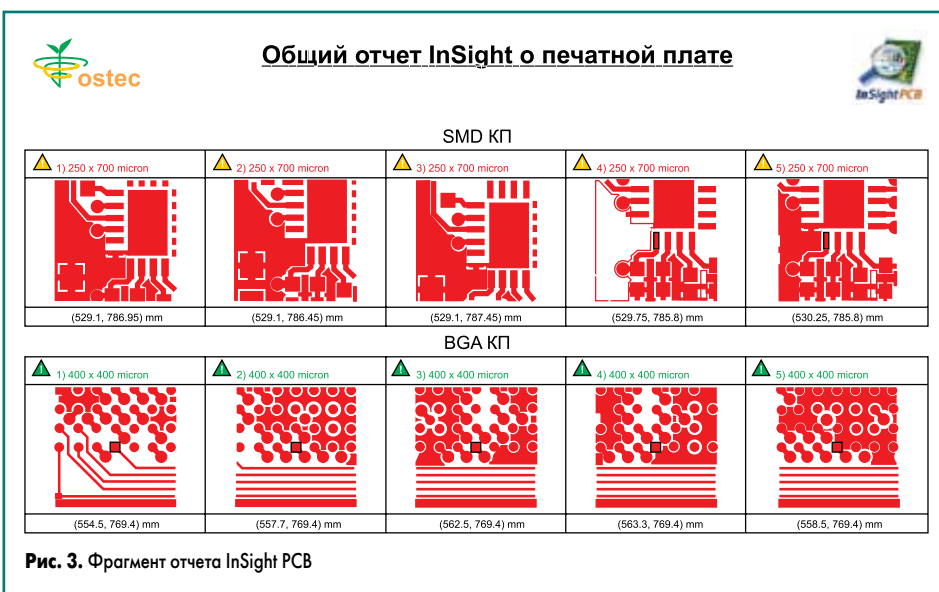 ostec
Общий отчет InSight о печатной плате
InSight PCB
SMD КП
1) 250 x 700 micron
2) 250 x 700 micron
3) 250 x 700 micron
4) 250 x 700 micron
5) 250 x 700 micron
(529.1, 786.95) mm
(529.1, 786.45) mm
(529.1, 787.45) mm
(529.75, 785.8) mm
(530.25, 785.8) mm
BGA КП
1) 400 x 400 micron
2) 400 x 400 micron
3) 400 x 400 micron
4) 400 x 400 micron
5) 400 x 400 micron
(554.5, 769.4) mm
(557.7, 769.4) mm
(562.5, 769.4) mm
(563.3, 769.4) mm
(558.5, 769.4) mm
Рис. 3. Фрагмент отчета InSight PCB